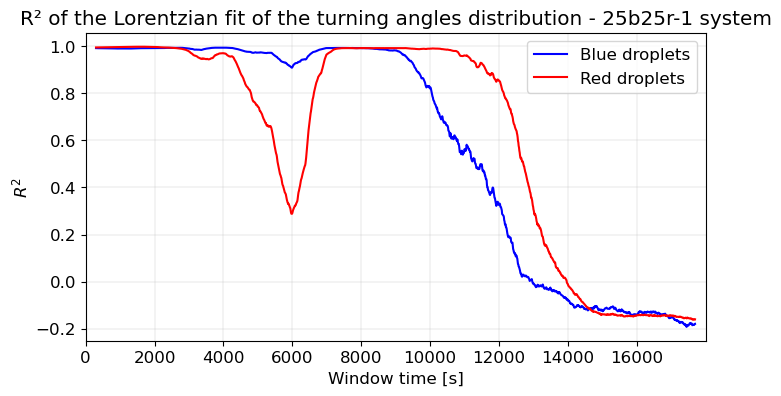 R² of the Lorentzian fit of the turning angles distribution - 25b25r-1 system
Blue droplets
Red droplets
1.0
0.8
0.6
0.4
0.2
0.0
−0.2
R²
0 2000 4000 6000 8000 10000 12000 14000 16000
Window time [s]